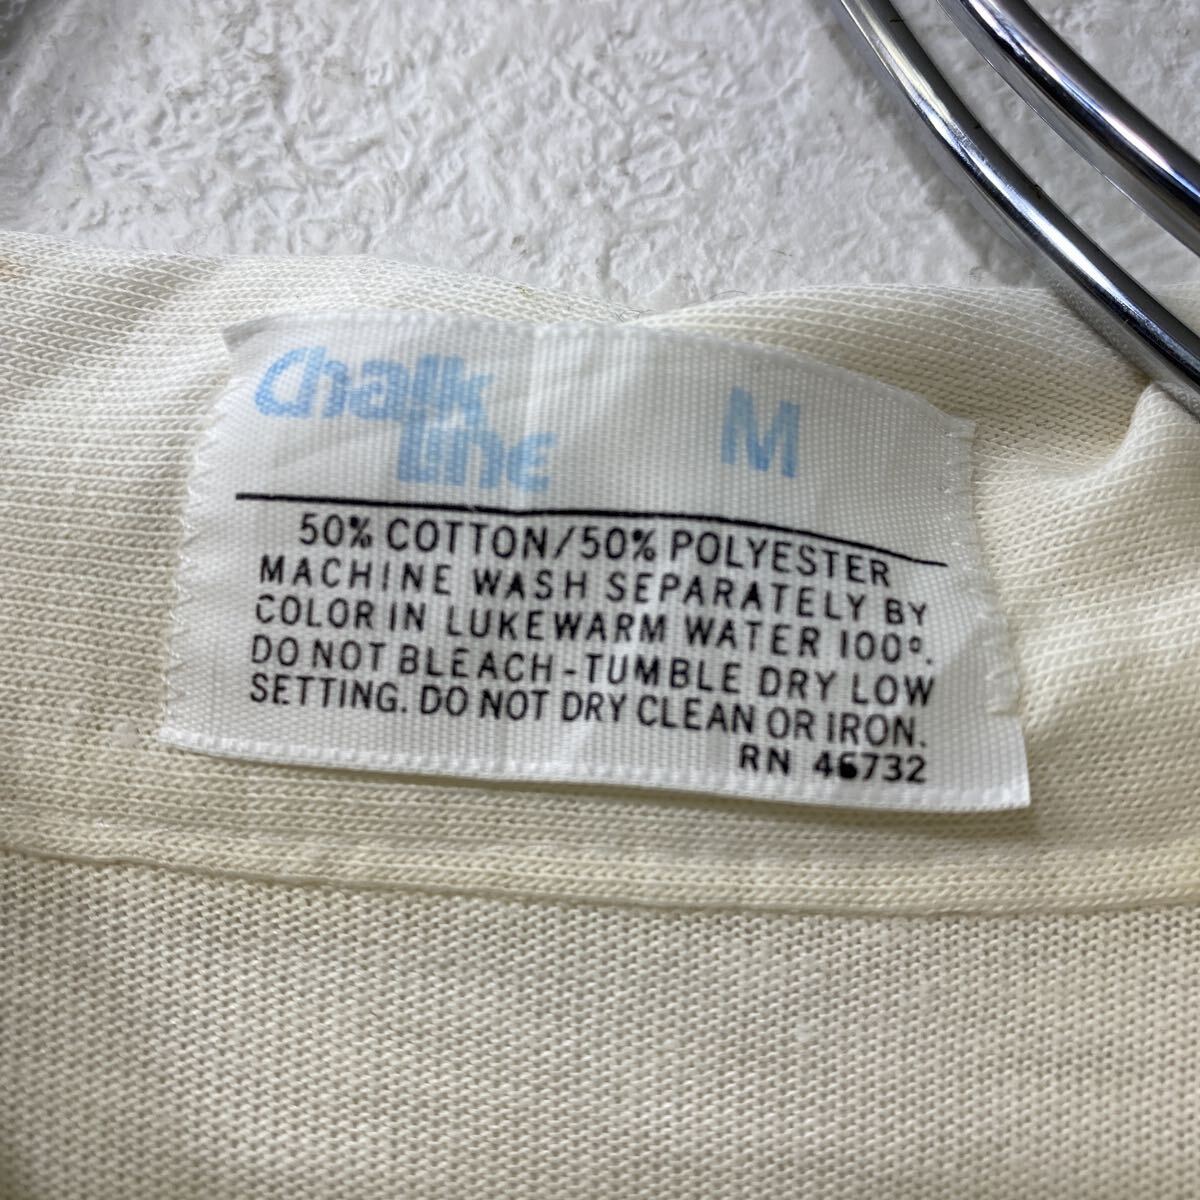 Chalk
Line
M
50% COTTON/50% POLYESTER
MACHINE WASH SEPARATELY BY
COLOR IN LUKEWARM WATER 100°.
DO NOT BLEACH-TUMBLE DRY LOW
SETTING. DO NOT DRY CLEAN OR IRON.
RN 46732